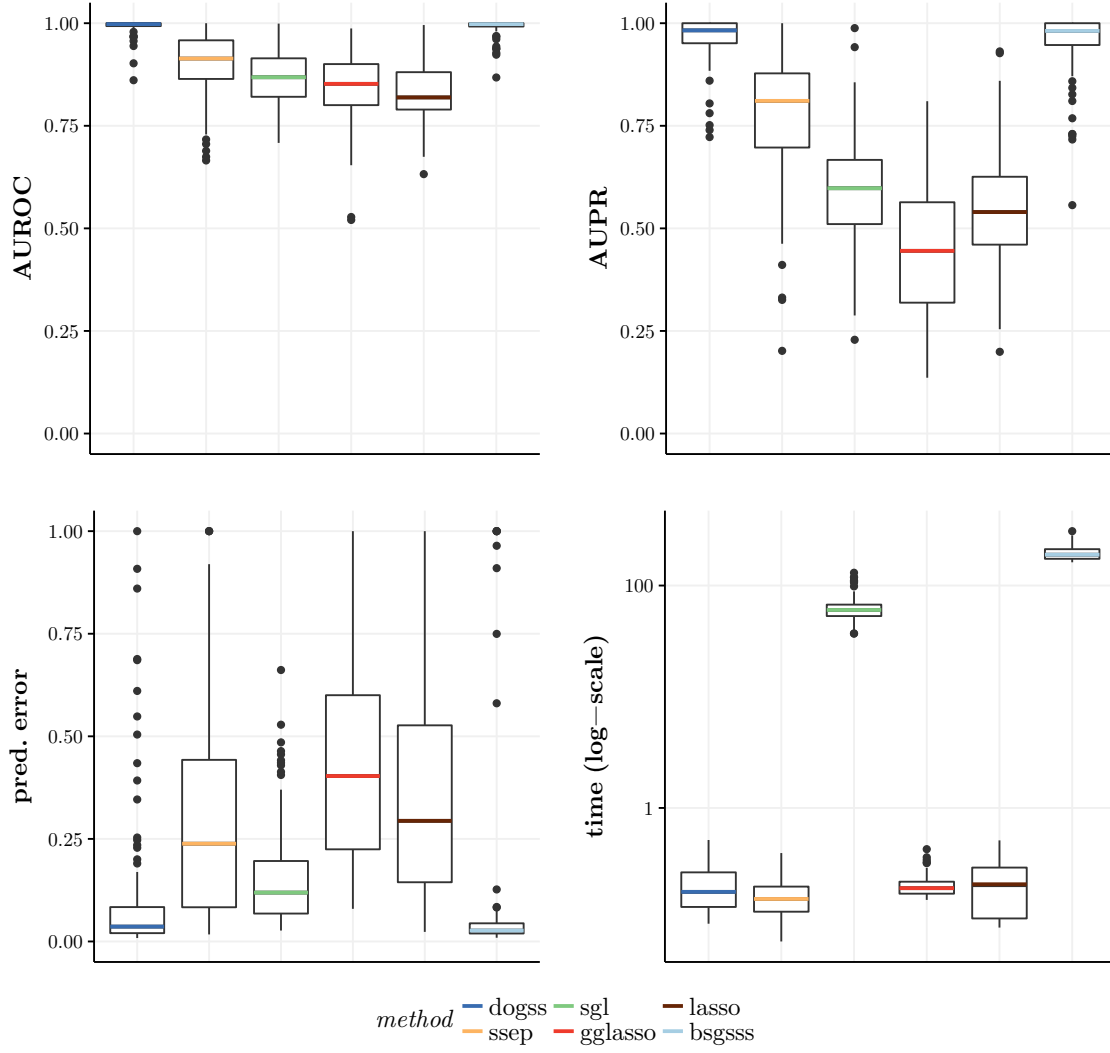 AUROC
1.00
0.75
0.50
0.25
0.00
AUPR
1.00
0.75
0.50
0.25
0.00
pred. error
1.00
0.75
0.50
0.25
0.00
time (log−scale)
100
1
method
dogss sgl lasso
ssep gglasso bsgsss